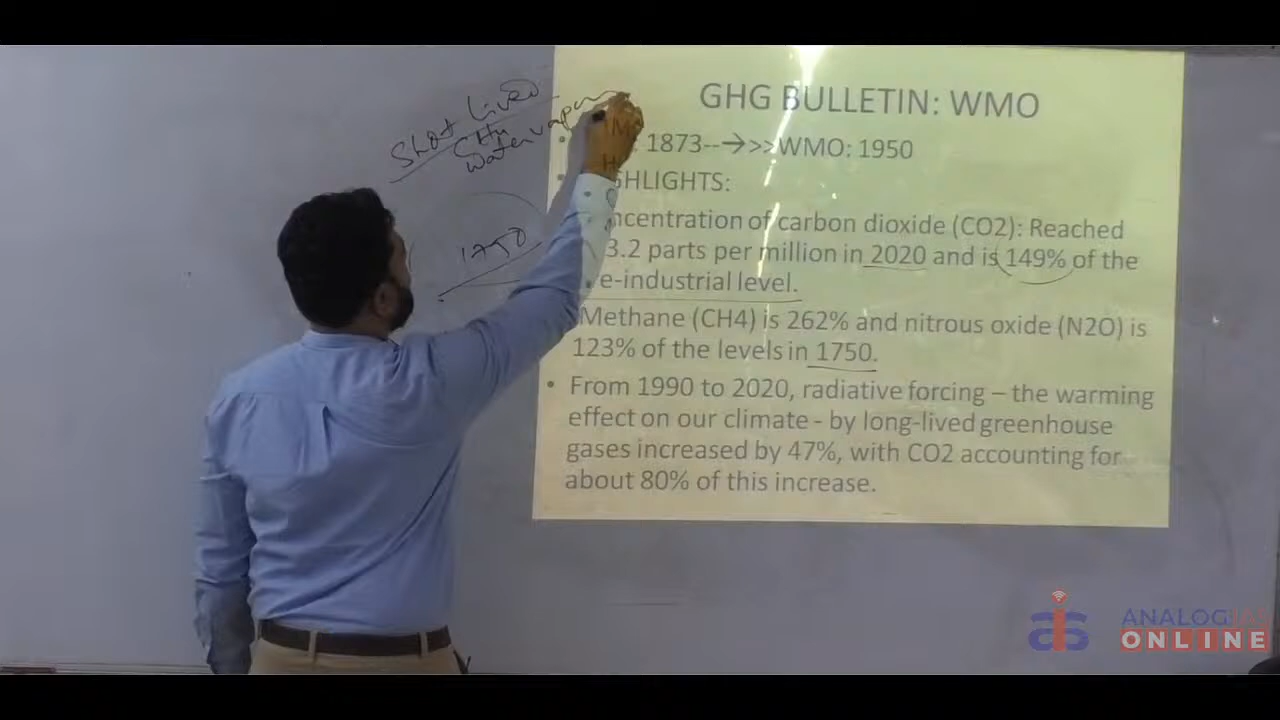 Shot Lived
CH4
water vapour
1750
GHG BULLETIN: WMO
1873-->>>WMO: 1950
HLIGHTS:
ncentration of carbon dioxide (CO2): Reached
3.2 parts per million in 2020 and is 149% of the
e-industrial level.
Methane (CH4) is 262% and nitrous oxide (N2O) is
123% of the levels in 1750.
• From 1990 to 2020, radiative forcing – the warming
effect on our climate - by long-lived greenhouse
gases increased by 47%, with CO2 accounting for
about 80% of this increase.
ais
ANALOG IAS
ONLINE